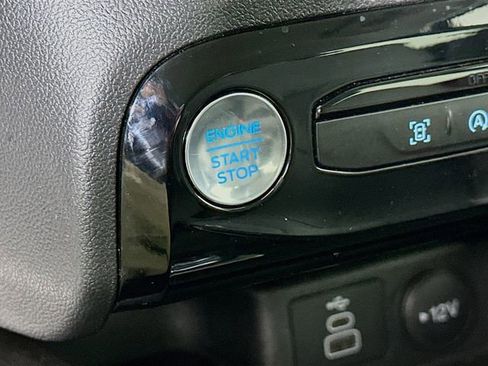 ENGINE
START
STOP
OFF
A
12V